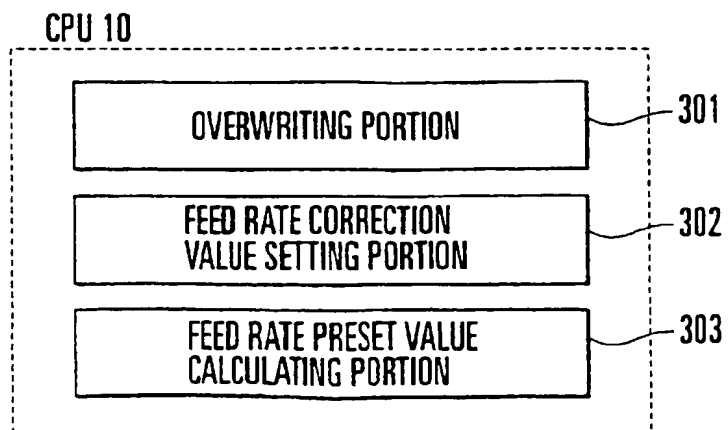 CPU 10
OVERWRITING PORTION
301
FEED RATE CORRECTION
VALUE SETTING PORTION
302
FEED RATE PRESET VALUE
CALCULATING PORTION
303